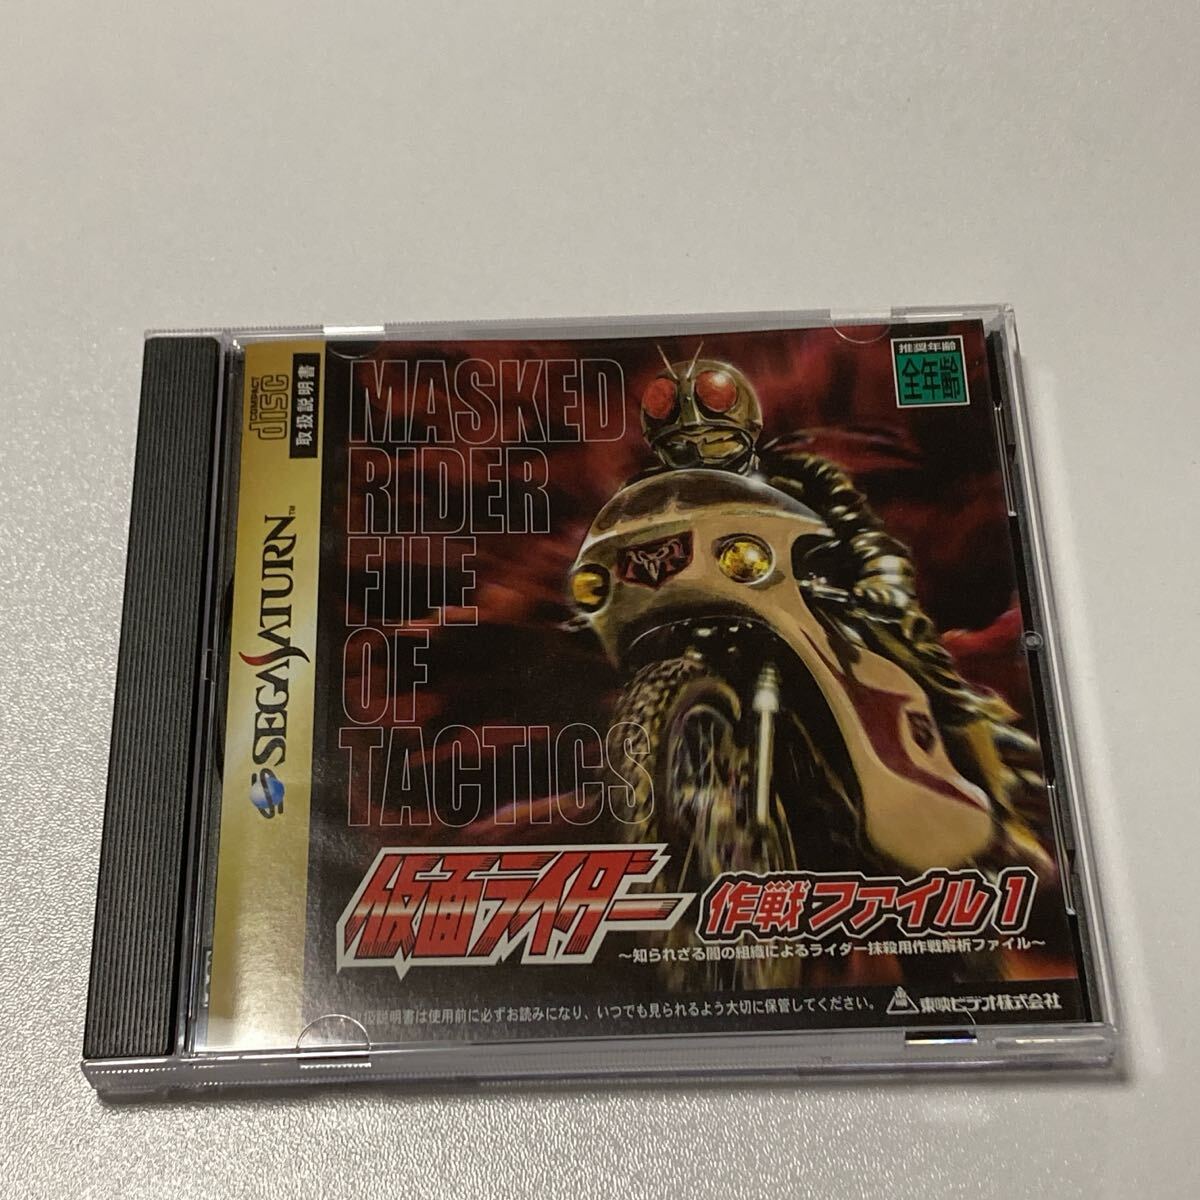 COMPACT
disc
取扱説明書
SEGA SATURN™
MASKED
RIDER
FILE
OF
TACTICS
推奨年齢
全年齢
仮面ライダー
作戦ファイル1
～知られざる闇の組織によるライダー抹殺用作戦解析ファイル～
取扱説明書は使用前に必ずお読みになり、いつでも見られるよう大切に保管してください。
東映ビデオ株式会社